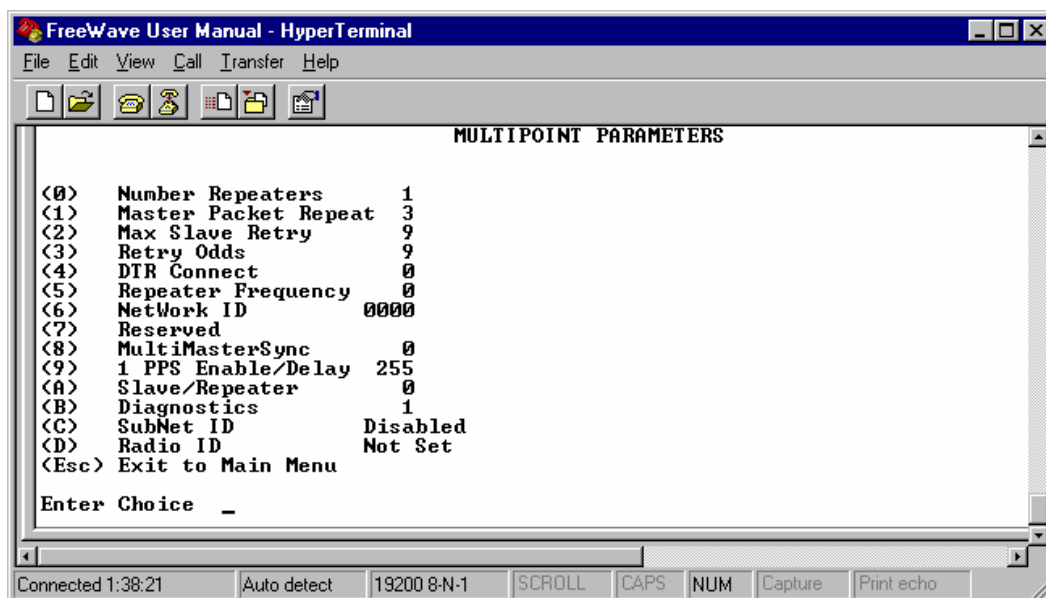 FreeWave User Manual - HyperTerminal
File Edit View Call Transfer Help
MULTIPOINT PARAMETERS
(0) Number Repeaters 1
(1) Master Packet Repeat 3
(2) Max Slave Retry 9
(3) Retry Odds 9
(4) DTR Connect 0
(5) Repeater Frequency 0
(6) NetWork ID 0000
(7) Reserved
(8) MultiMasterSync 0
(9) 1 PPS Enable/Delay 255
(A) Slave/Repeater 0
(B) Diagnostics 1
(C) SubNet ID Disabled
(D) Radio ID Not Set
(Esc) Exit to Main Menu
Enter Choice _
Connected 1:38:21 Auto detect 19200 8-N-1 SCROLL CAPS NUM Capture Print echo